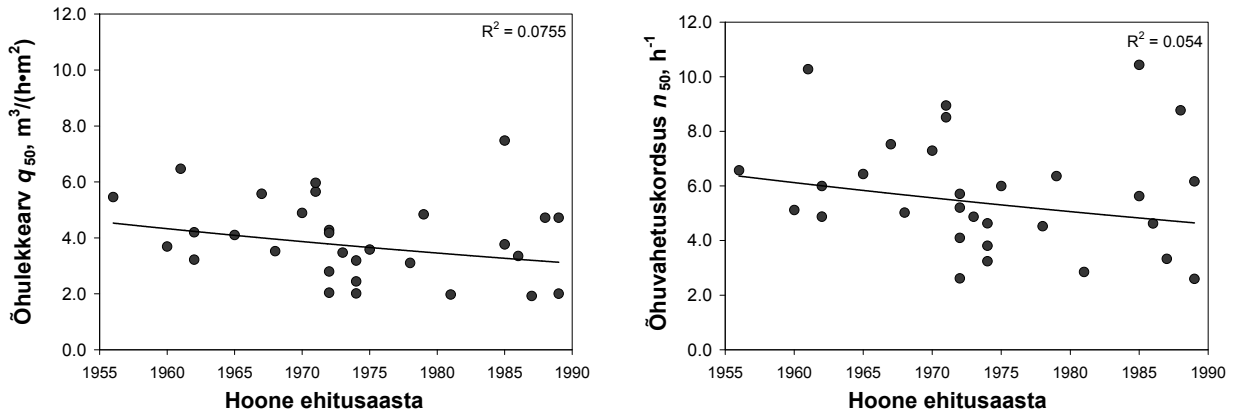 Õhulekkearv q50, m³/(h•m²)
12.0
10.0
8.0
6.0
4.0
2.0
0.0
R² = 0.0755
1955 1960 1965 1970 1975 1980 1985 1990
Hoone ehitusaasta
Õhuvahetuskordsus n50, h⁻¹
12.0
10.0
8.0
6.0
4.0
2.0
0.0
R² = 0.054
1955 1960 1965 1970 1975 1980 1985 1990
Hoone ehitusaasta